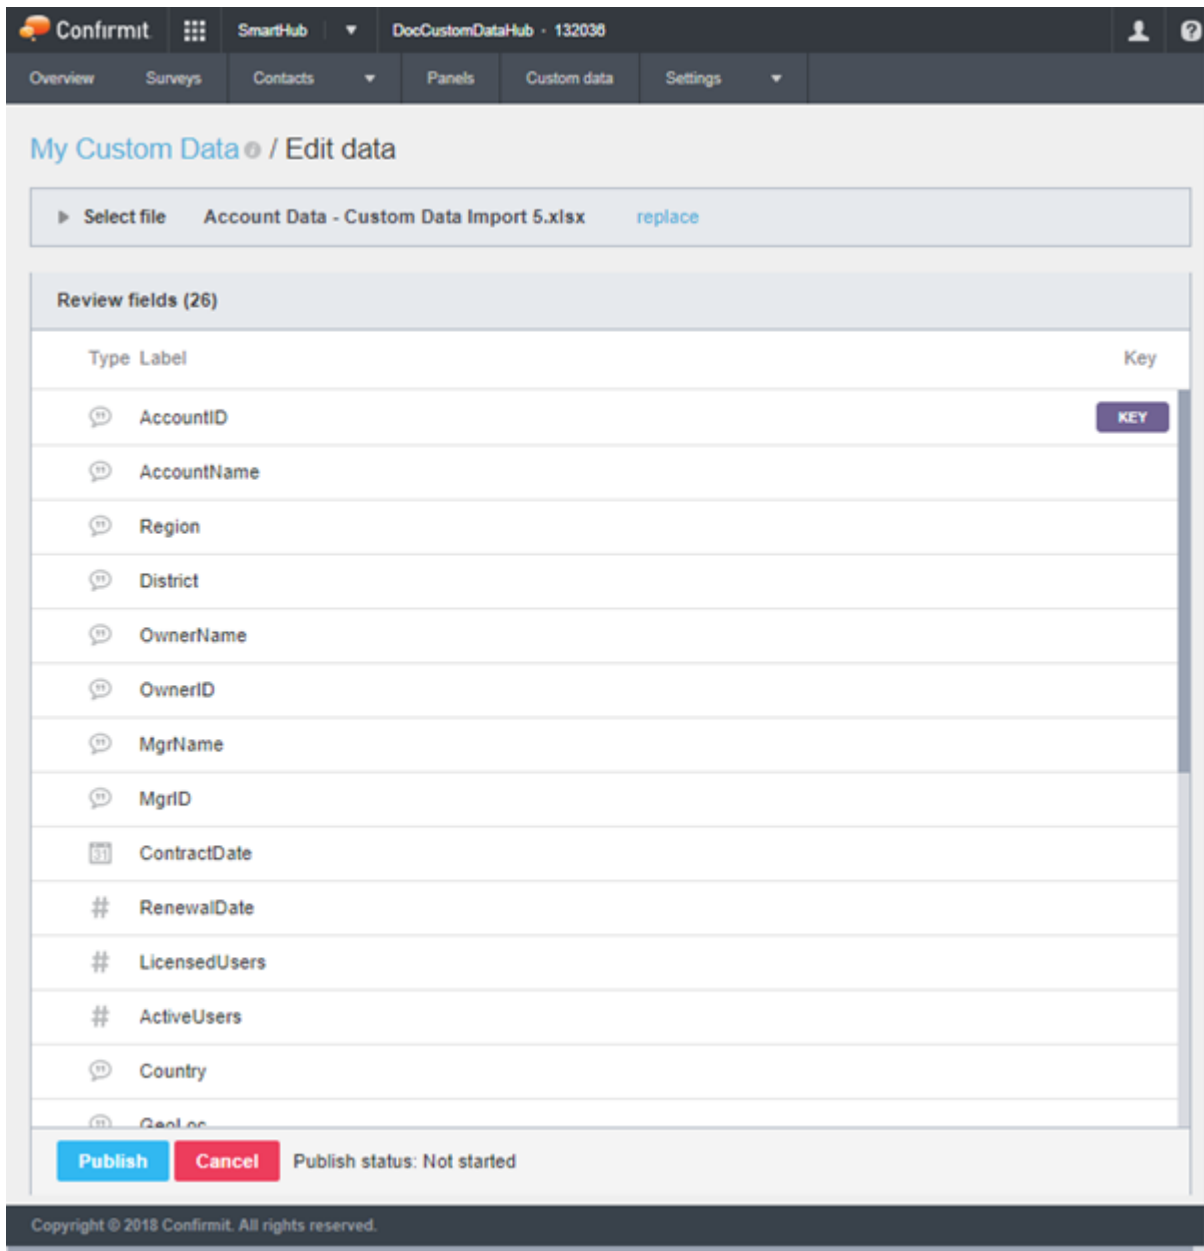 Confirmit SmartHub DocCustomDataHub - 132036
Overview Surveys Contacts Panels Custom data Settings
My Custom Data / Edit data
Select file Account Data - Custom Data Import 5.xlsx replace
Review fields (26)
Type Label Key
AccountID KEY
AccountName
Region
District
OwnerName
OwnerID
MgrName
MgrID
31 ContractDate
# RenewalDate
# LicensedUsers
# ActiveUsers
Country
GeoLoc
Publish Cancel Publish status: Not started
Copyright © 2018 Confirmit. All rights reserved.